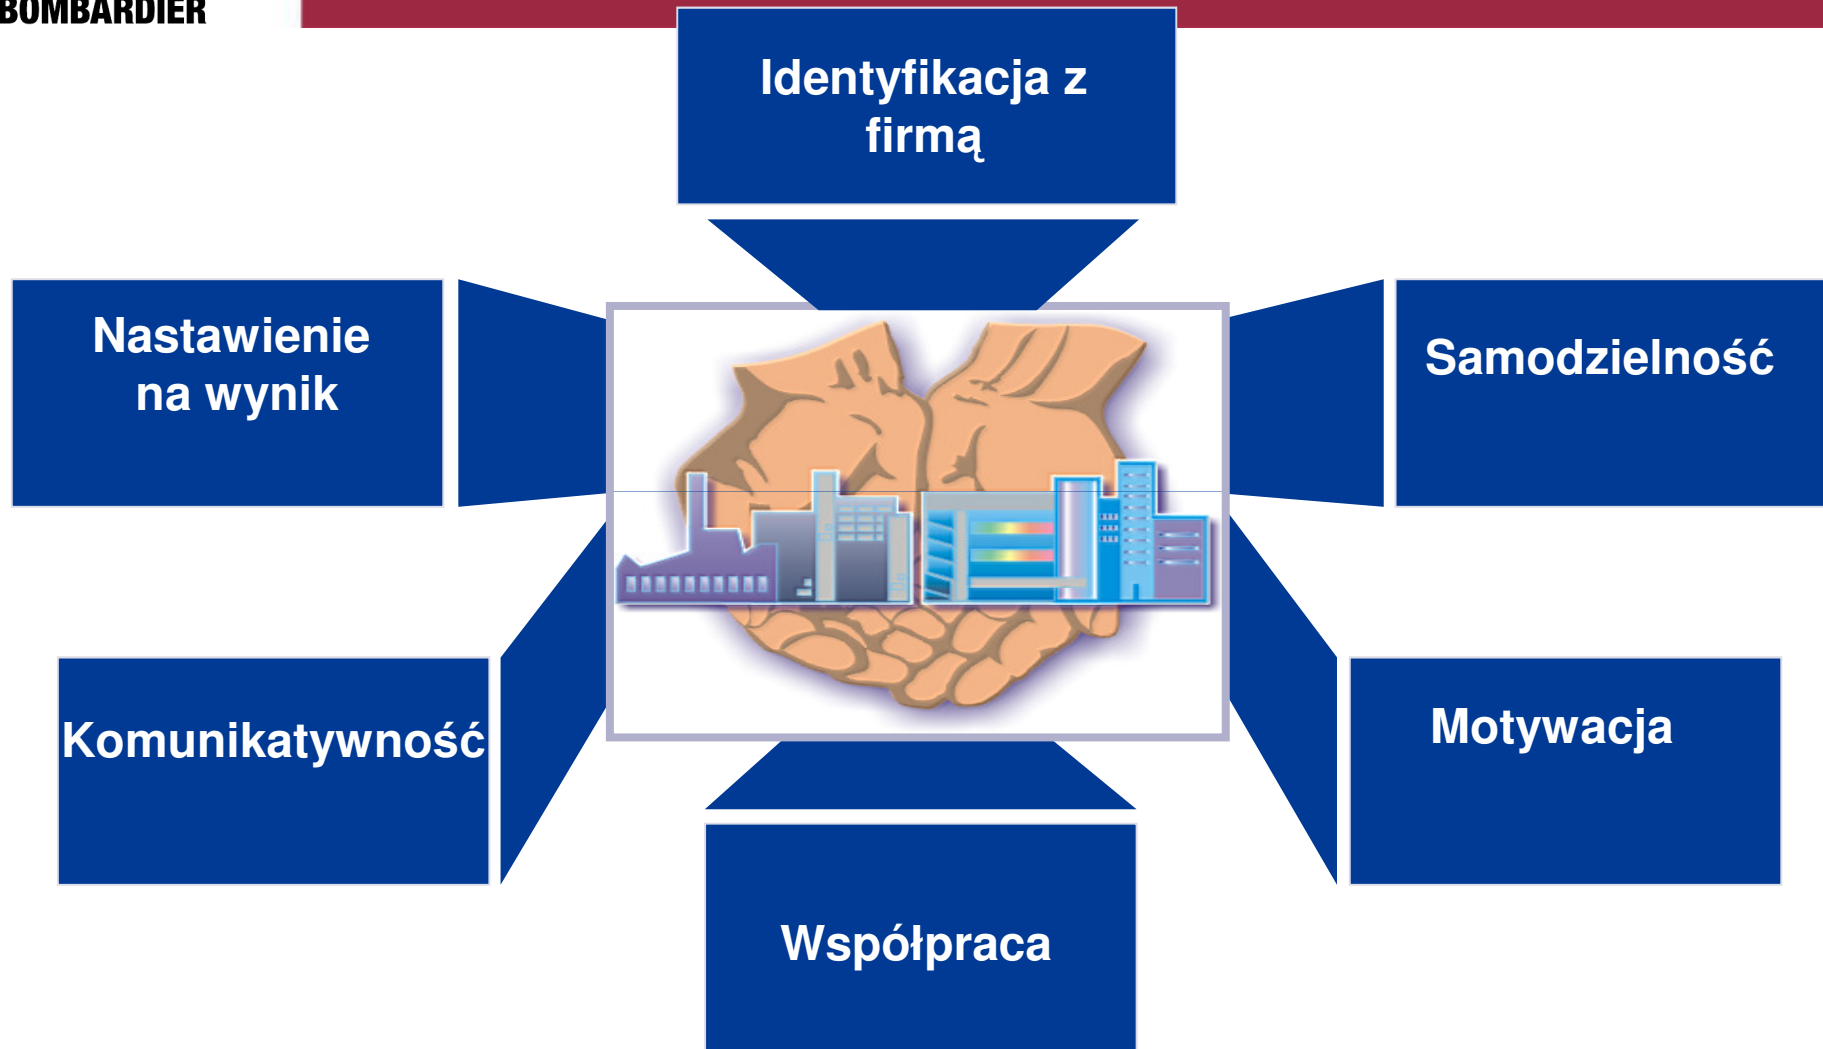 BOMBARDIER
Identyfikacja z
firmą
Nastawienie
na wynik
Samodzielność
Komunikatywność
Motywacja
Współpraca